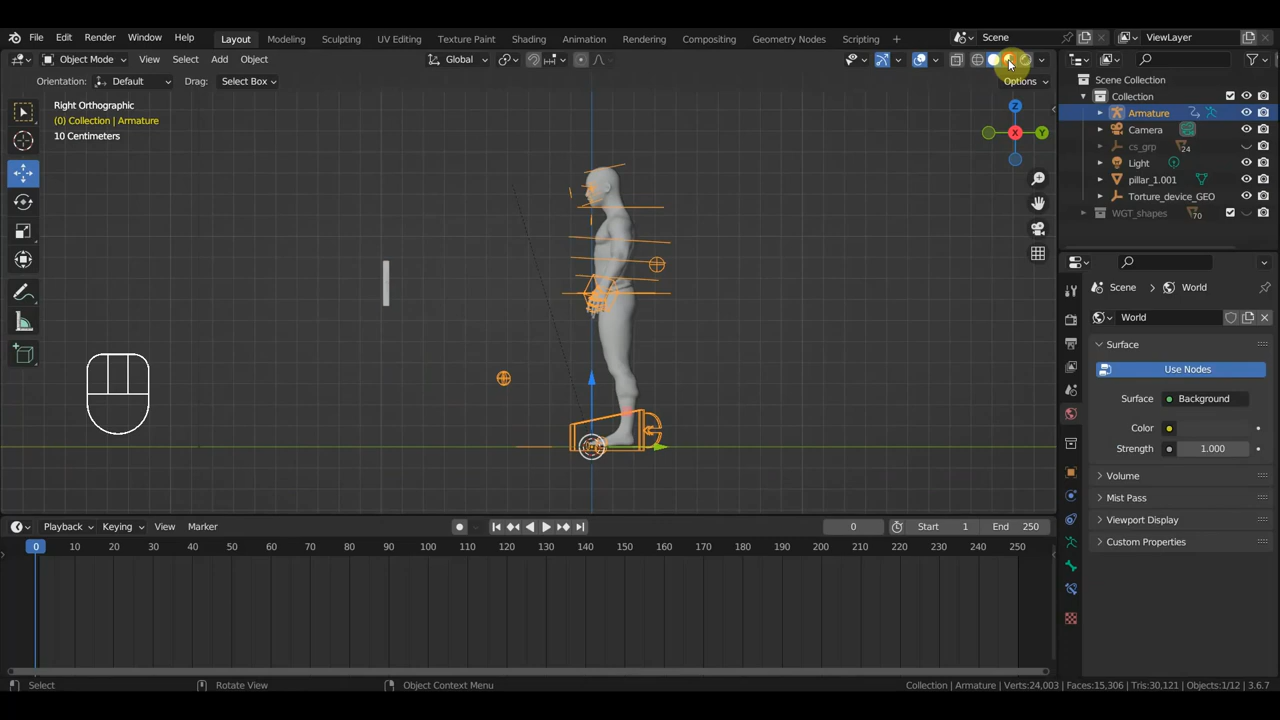 File Edit Render Window Help Layout Modeling Sculpting UV Editing Texture Paint Shading Animation Rendering Compositing Geometry Nodes Scripting Scene ViewLayer
Object Mode View Select Add Object Global
Orientation: Default Drag: Select Box Options
Right Orthographic
(0) Collection | Armature
10 Centimeters
X
Y
Z
Scene Collection
Collection
Armature
Camera
cs_grp 24
Light
pillar_1.001
Torture_device_GEO
WGT_shapes 70
Scene World
World
Surface
Use Nodes
Surface Background
Color
Strength 1.000
Volume
Mist Pass
Viewport Display
Custom Properties
Playback Keying View Marker 0 Start 1 End 250
0 10 20 30 40 50 60 70 80 90 100 110 120 130 140 150 160 170 180 190 200 210 220 230 240 250
Select Rotate View Object Context Menu Collection | Armature | Verts:24,003 | Faces:15,306 | Tris:30,121 | Objects:1/12 | 3.6.7